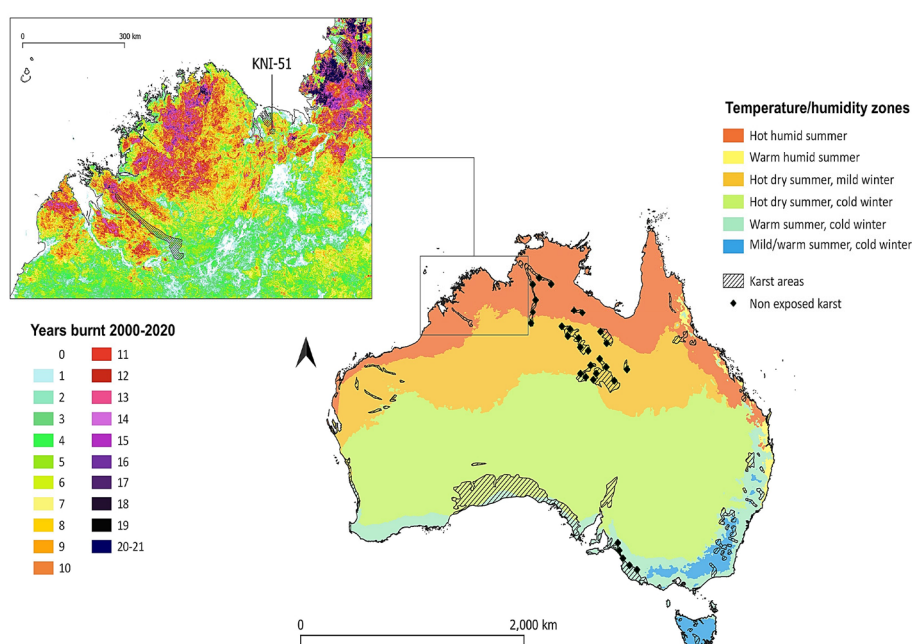 0 300 km
KNI-51
Temperature/humidity zones
Hot humid summer
Warm humid summer
Hot dry summer, mild winter
Hot dry summer, cold winter
Warm summer, cold winter
Mild/warm summer, cold winter
Karst areas
Non exposed karst
Years burnt 2000-2020
0 11
1 12
2 13
3 14
4 15
5 16
6 17
7 18
8 19
9 20-21
10
0 2,000 km